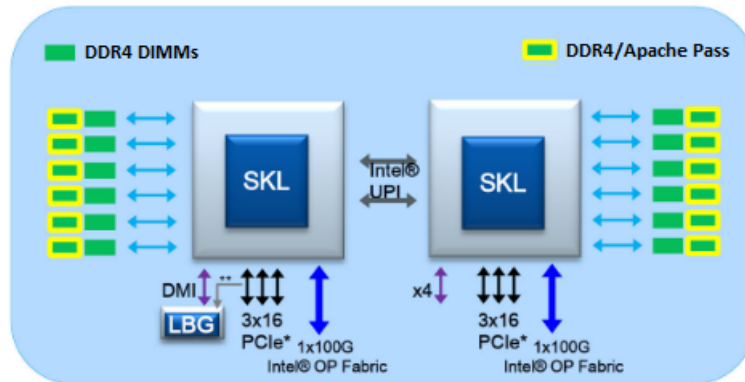 DDR4 DIMMs
DDR4/Apache Pass
SKL
Intel®
UPI
SKL
DMI
**
LBG
3x16
PCIe*
1x100G
Intel® OP Fabric
x4
3x16
PCIe*
1x100G
Intel® OP Fabric